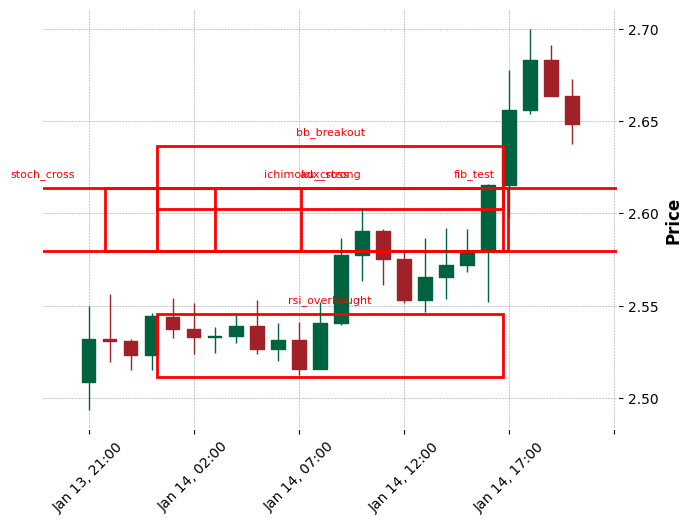 2.70
2.65
bb_breakout
stoch_cross
fib_test
2.60
Price
rsi_overbought
2.55
2.50
Jan 13, 21:00
Jan 14, 02:00
Jan 14, 07:00
Jan 14, 12:00
Jan 14, 17:00